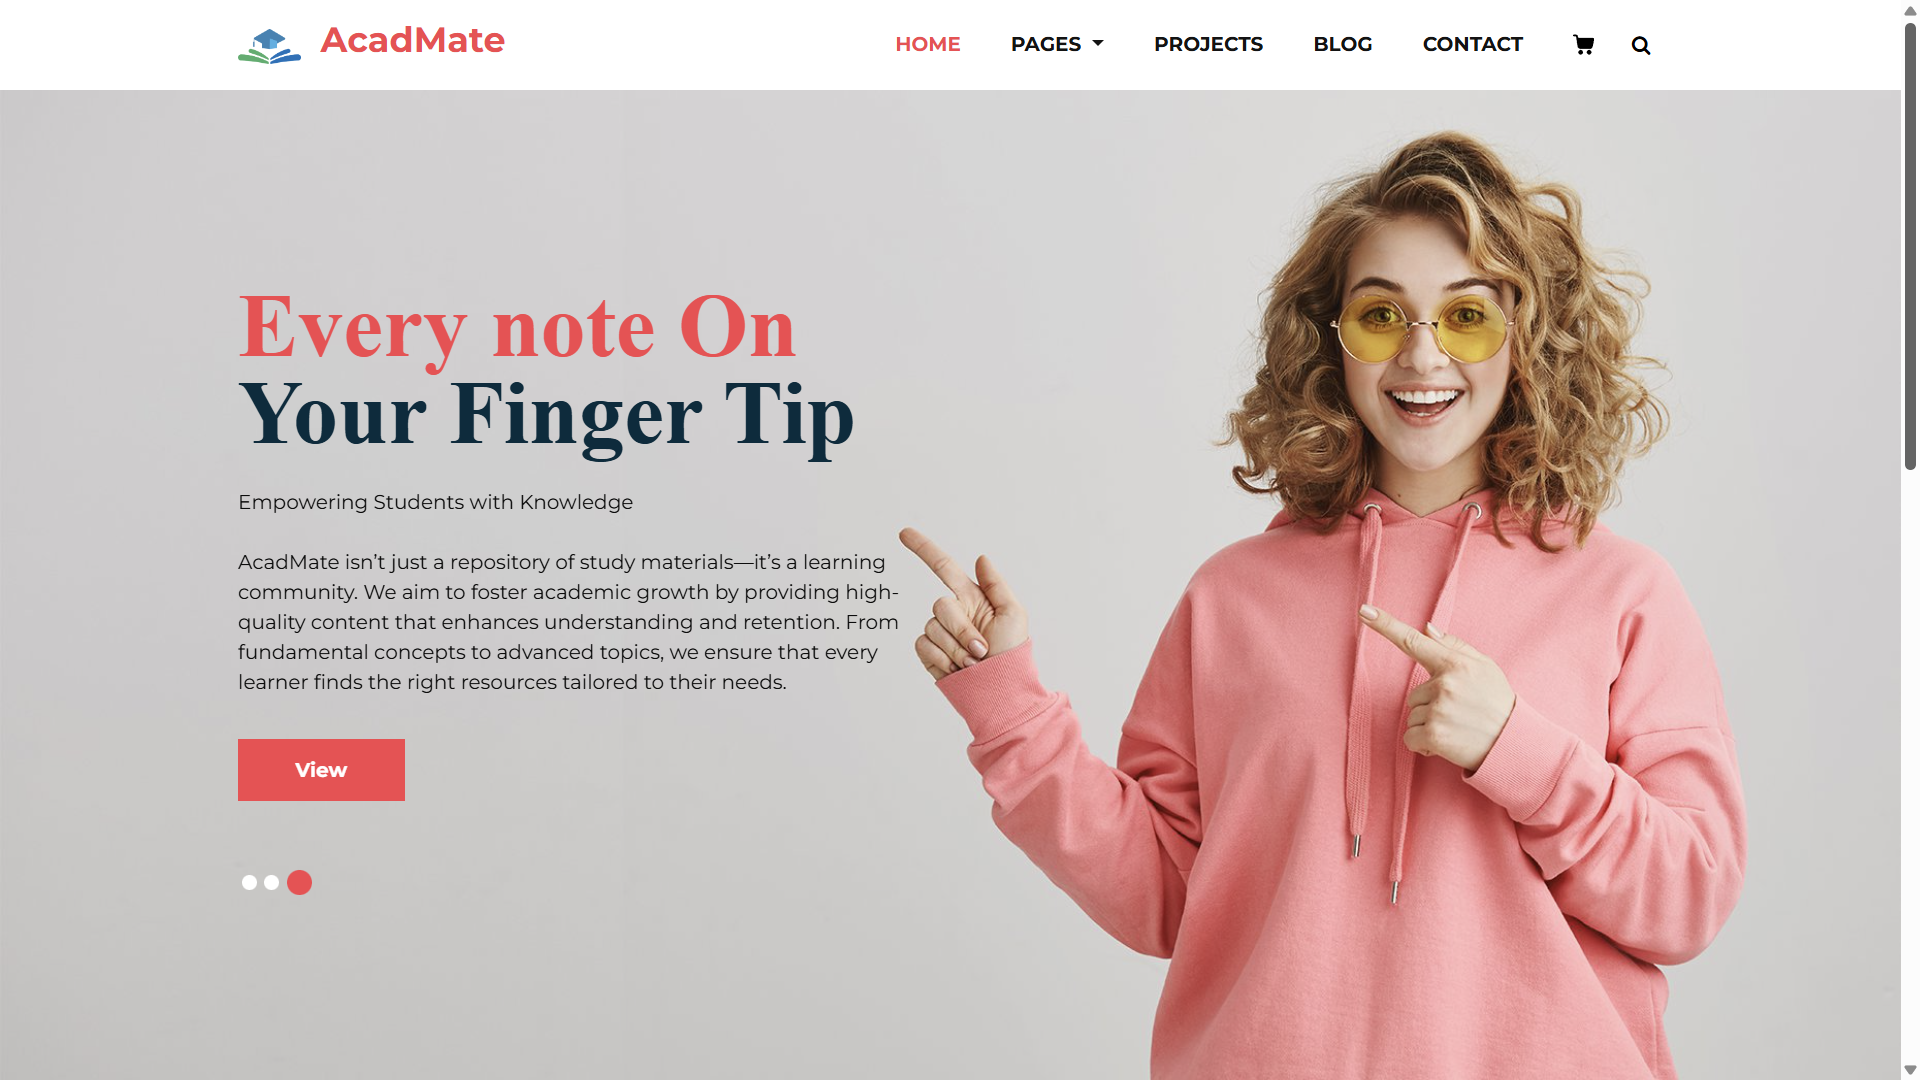 AcadMate
HOME
PAGES
PROJECTS
BLOG
CONTACT
Every note On
Your Finger Tip
Empowering Students with Knowledge
AcadMate isn’t just a repository of study materials—it’s a learning
community. We aim to foster academic growth by providing high-
quality content that enhances understanding and retention. From
fundamental concepts to advanced topics, we ensure that every
learner finds the right resources tailored to their needs.
View